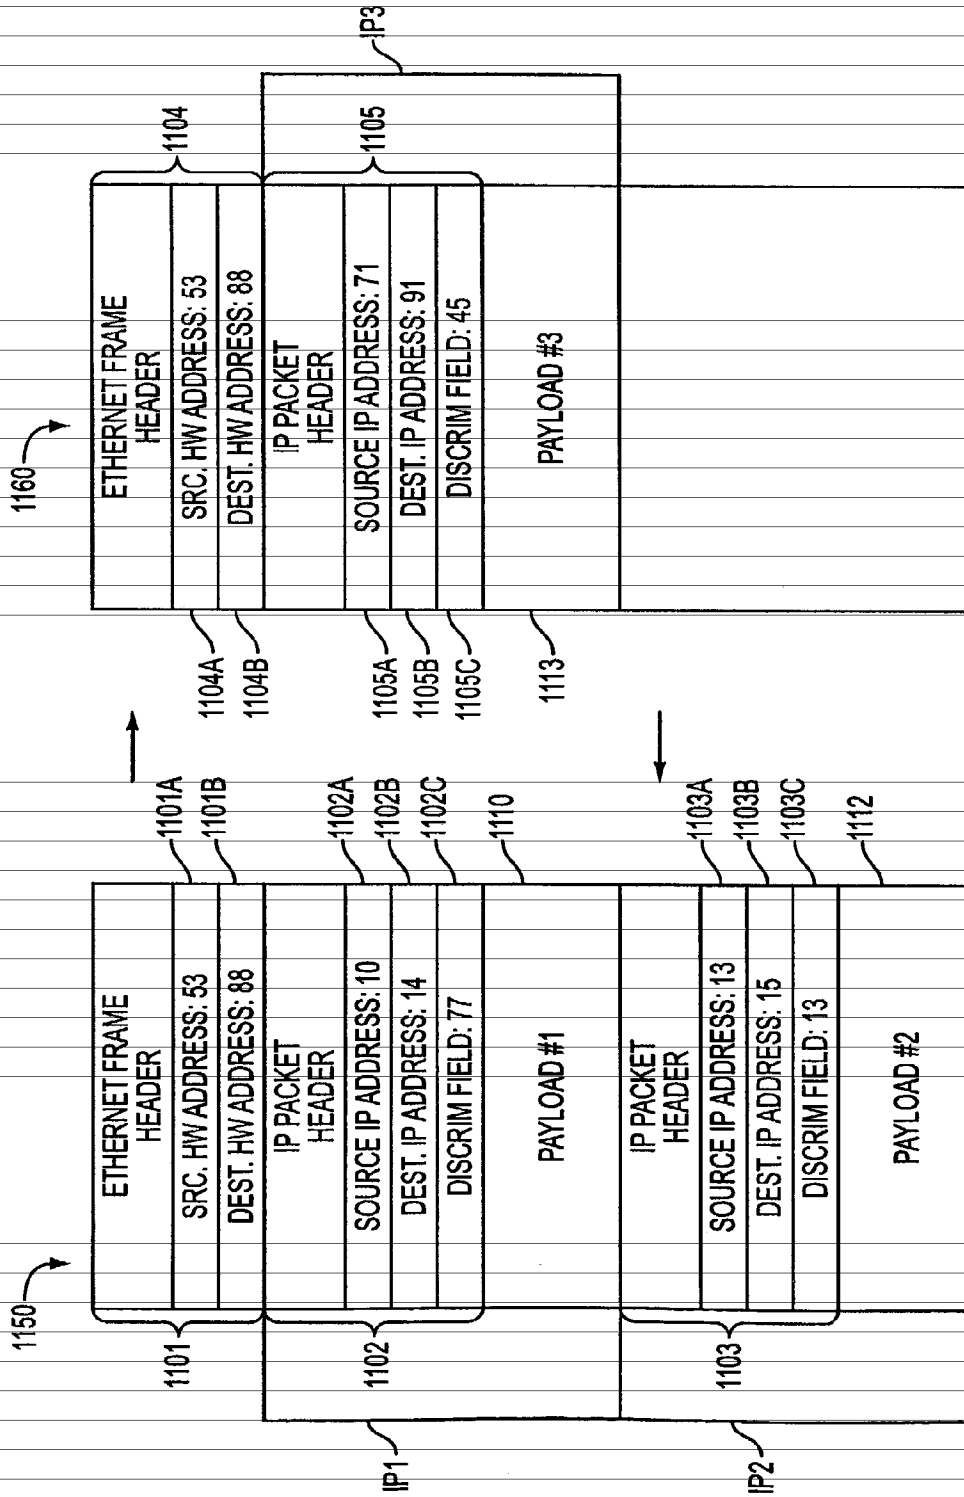 1150
ETHERNET FRAME
HEADER
SRC. HW ADDRESS: 53
DEST. HW ADDRESS: 88
IP PACKET
HEADER
SOURCE IP ADDRESS: 10
DEST. IP ADDRESS: 14
DISCRIM FIELD: 77
PAYLOAD #1
IP PACKET
HEADER
SOURCE IP ADDRESS: 13
DEST. IP ADDRESS: 15
DISCRIM FIELD: 13
PAYLOAD #2
1101
1102
1103
IP1
IP2
1101A
1101B
1102A
1102B
1102C
1110
1103A
1103B
1103C
1112
1160
ETHERNET FRAME
HEADER
SRC. HW ADDRESS: 53
DEST. HW ADDRESS: 88
IP PACKET
HEADER
SOURCE IP ADDRESS: 71
DEST. IP ADDRESS: 91
DISCRIM FIELD: 45
PAYLOAD #3
1104A
1104B
1105A
1105B
1105C
1113
1104
1105
IP3